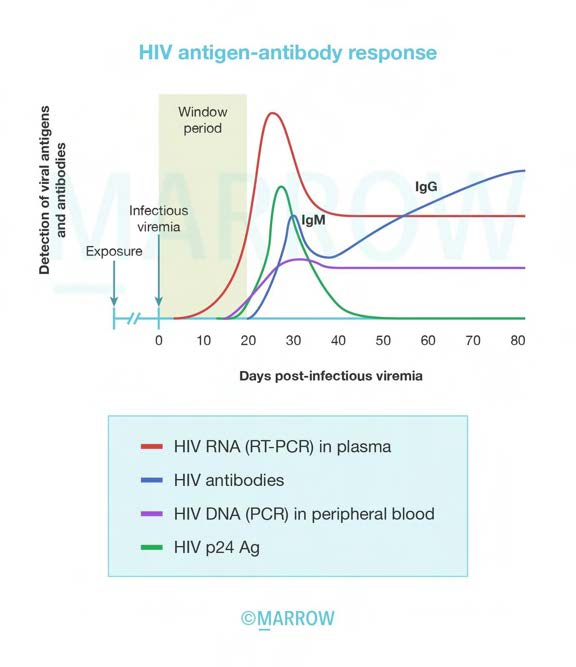 HIV antigen-antibody response
Detection of viral antigens
and antibodies
Window
period
Infectious
viremia
Exposure
IgM
IgG
0 10 20 30 40 50 60 70 80
Days post-infectious viremia
HIV RNA (RT-PCR) in plasma
HIV antibodies
HIV DNA (PCR) in peripheral blood
HIV p24 Ag
MARROW
©MARROW